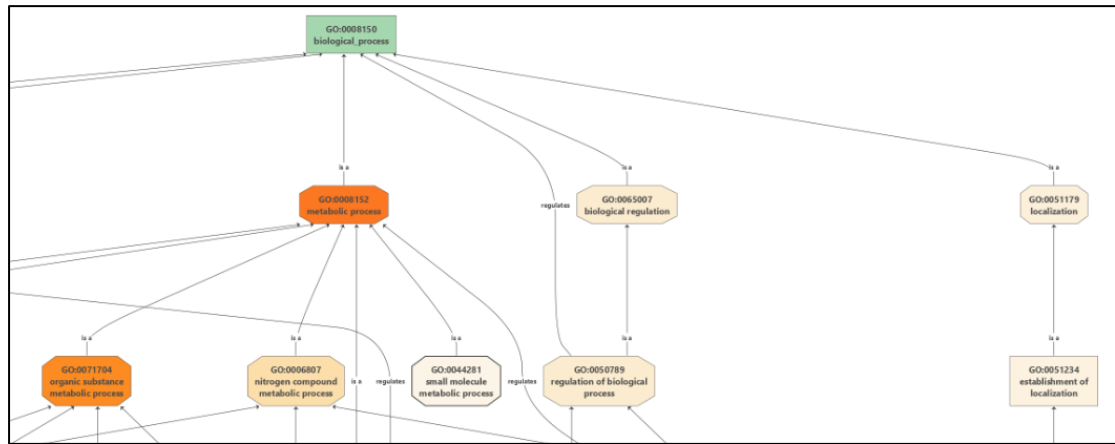 GO:0008150
biological_process
is a
is a
is a
GO:0008152
metabolic process
regulates
GO:0065007
biological regulation
GO:0051179
localization
is a
is a
is a
is a
is a
GO:0071704
organic substance
metabolic process
GO:0006807
nitrogen compound
metabolic process
is a
regulates
GO:0044281
small molecule
metabolic process
regulates
GO:0050789
regulation of biological
process
GO:0051234
establishment of
localization